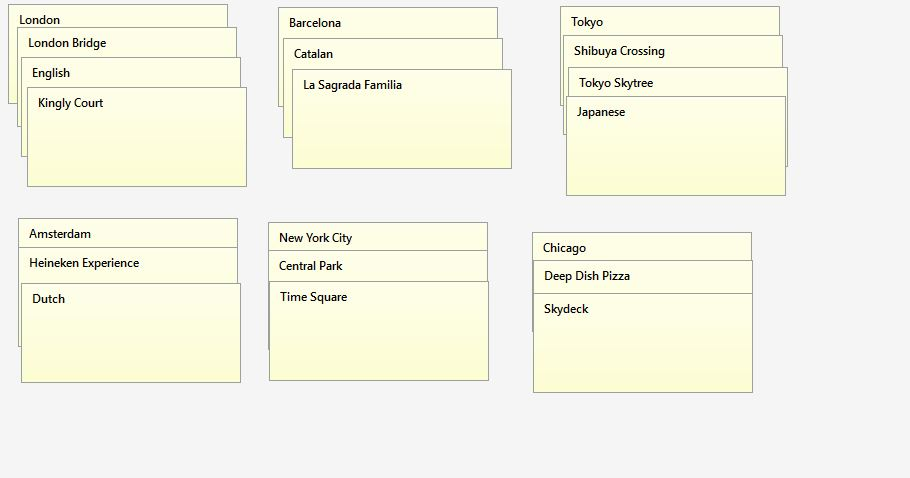 London
London Bridge
English
Kingly Court
Barcelona
Catalan
La Sagrada Familia
Tokyo
Shibuya Crossing
Tokyo Skytree
Japanese
Amsterdam
Heineken Experience
Dutch
New York City
Central Park
Time Square
Chicago
Deep Dish Pizza
Skydeck